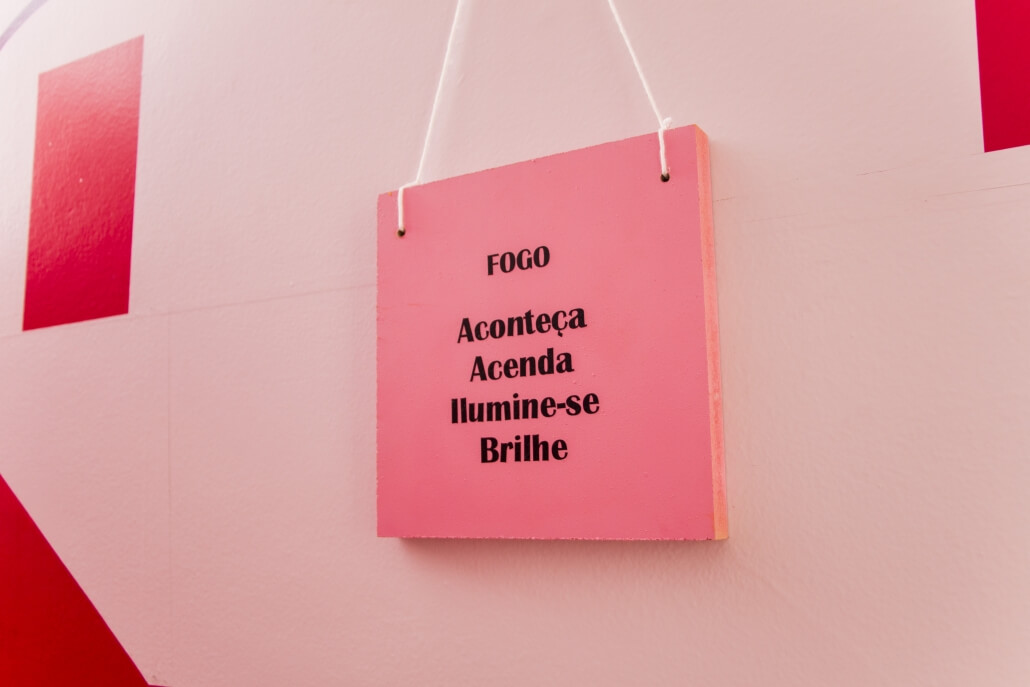 FOGO
Aconteça
Acenda
Ilumine-se
Brilhe